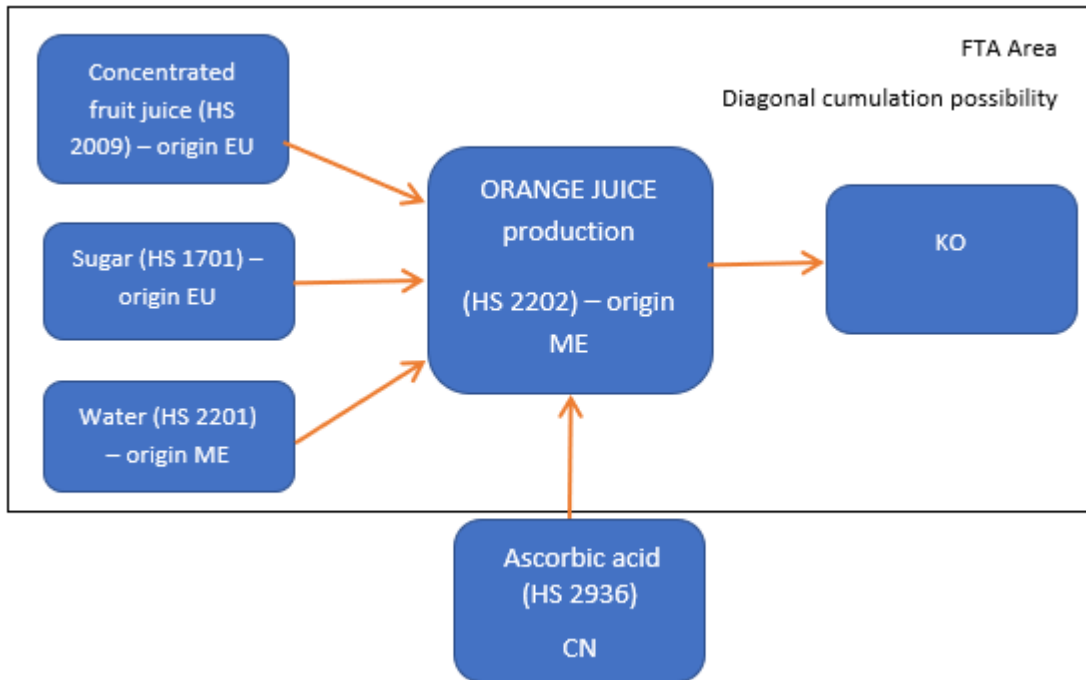 FTA Area
Diagonal cumulation possibility
Concentrated
fruit juice (HS
2009) – origin EU
Sugar (HS 1701) –
origin EU
Water (HS 2201)
– origin ME
ORANGE JUICE
production
(HS 2202) – origin
ME
KO
Ascorbic acid
(HS 2936)
CN